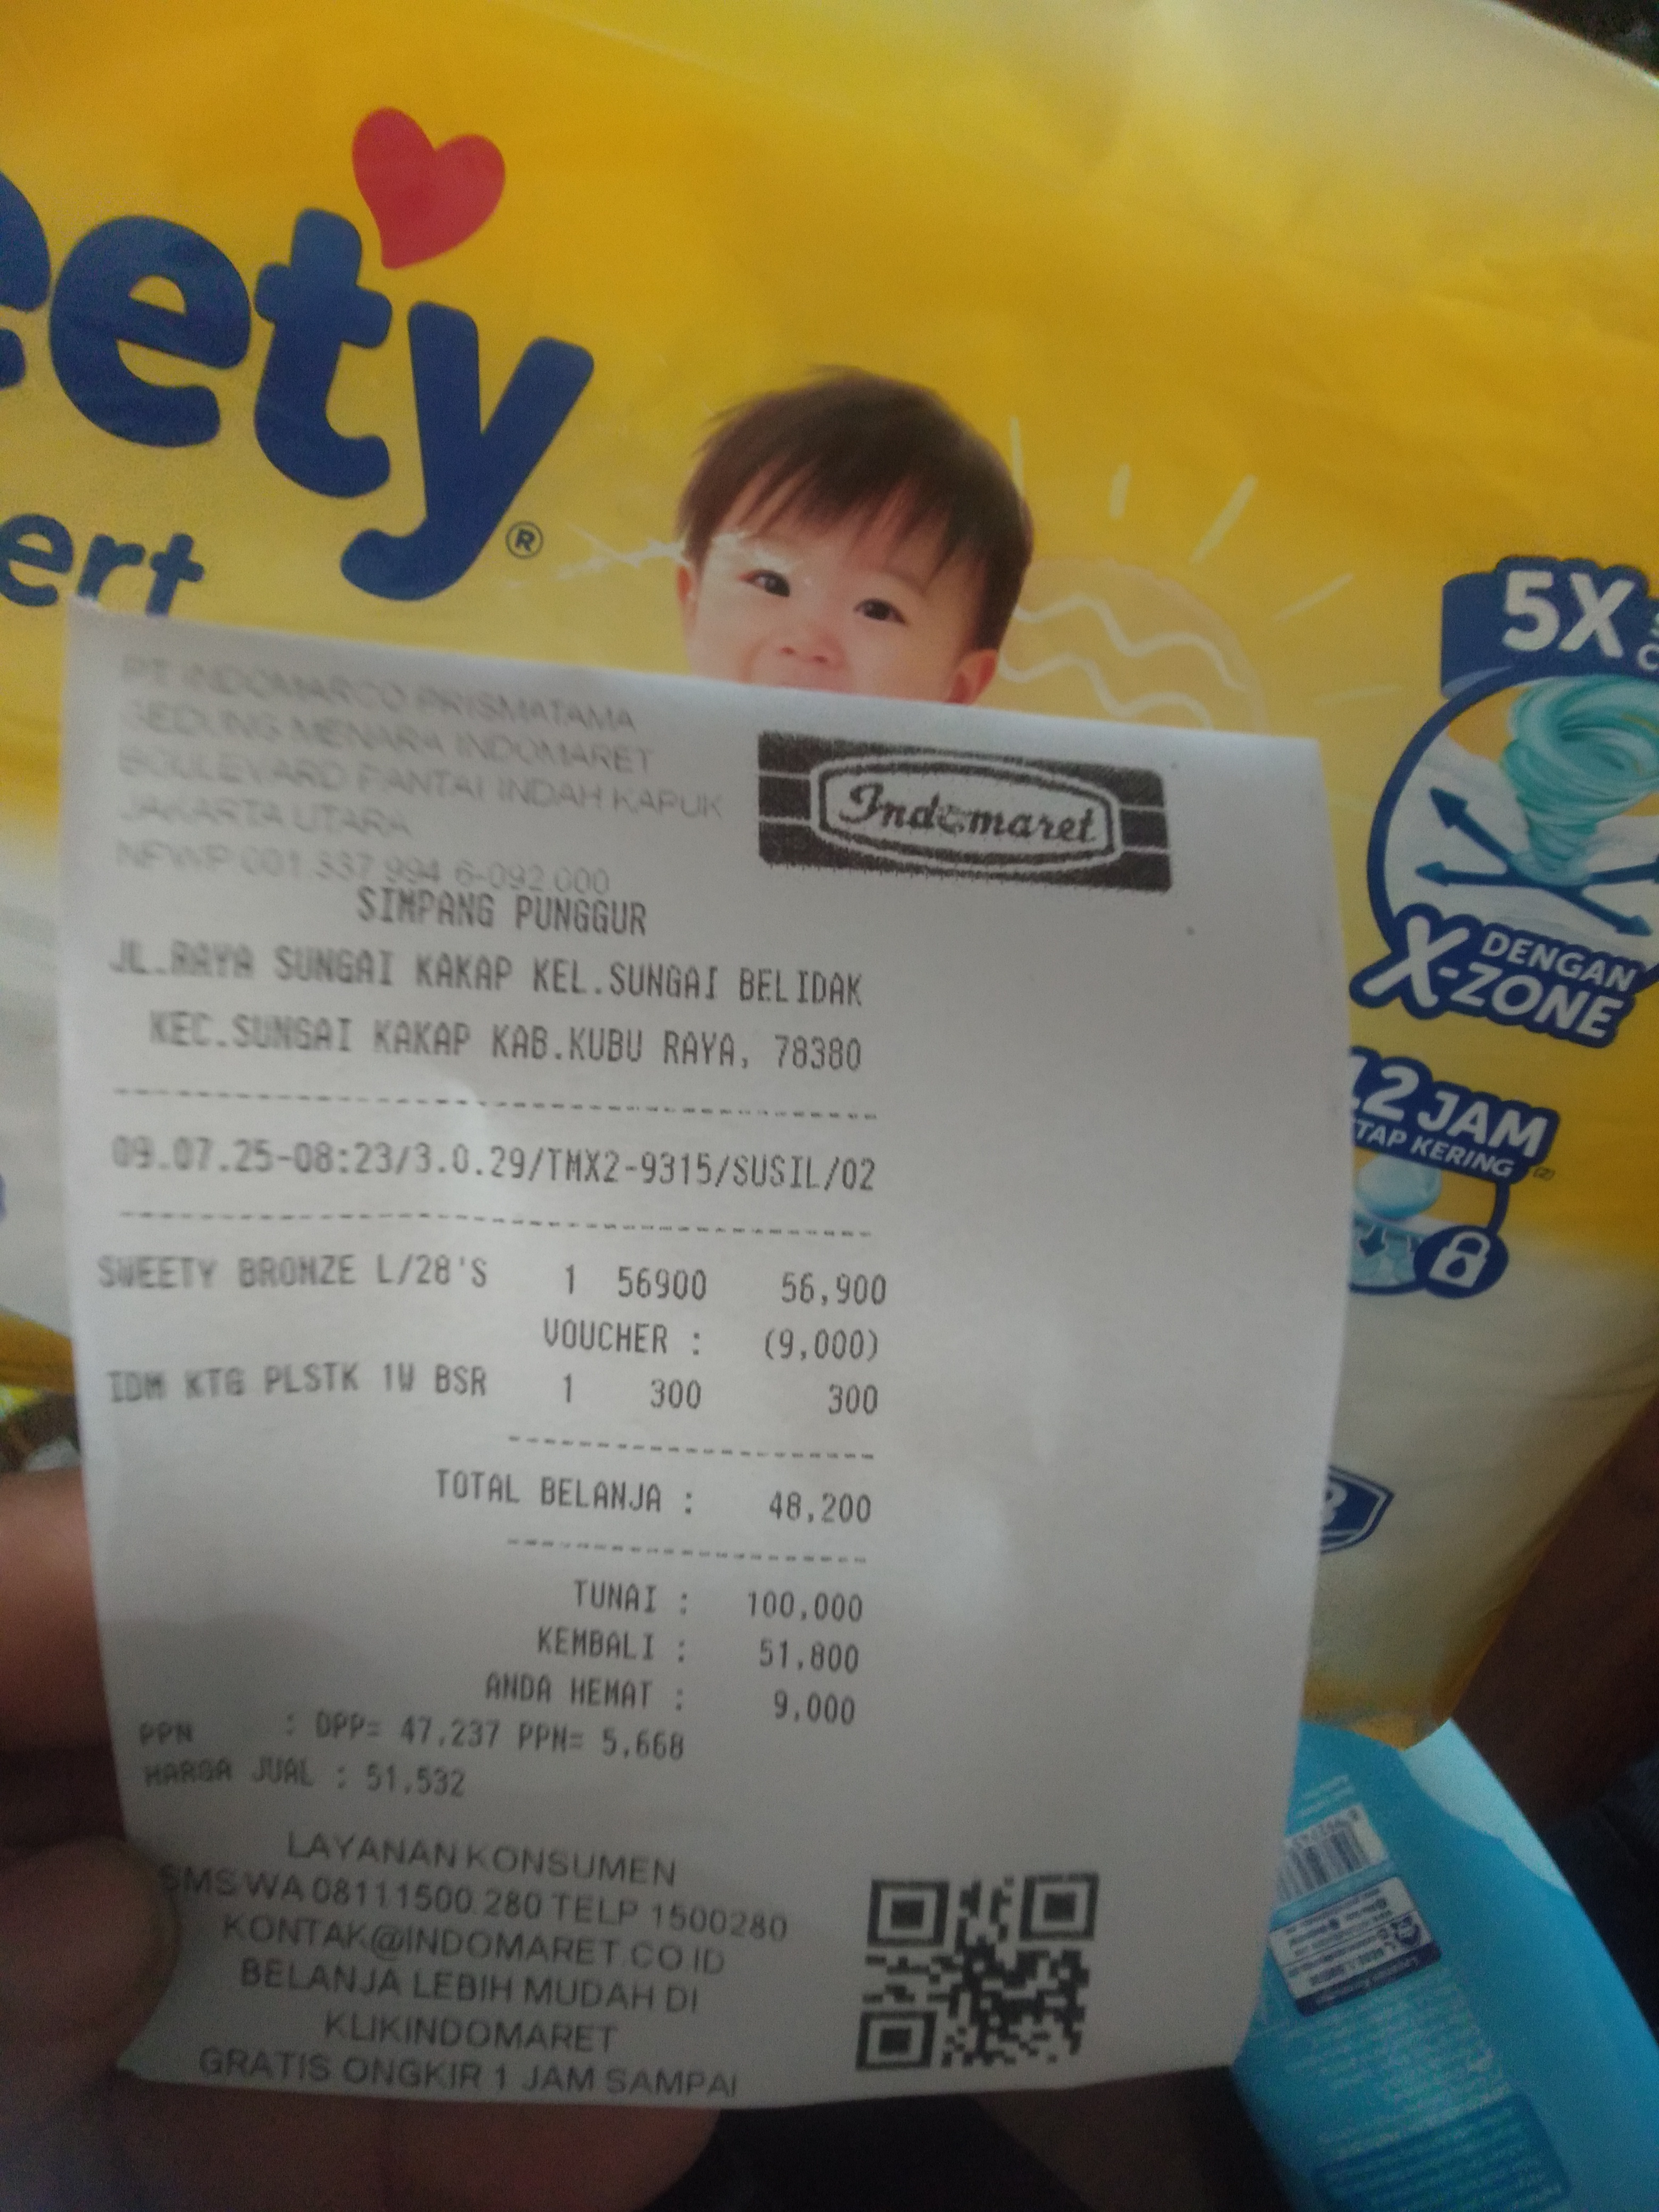 eety
®
ert
5X
DENGAN
X-ZONE
12 JAM
TAP KERING
PT INDOMARCO PRISMATAMA
GEDUNG MENARA INDOMARET
BOULEVARD PANTAI INDAH KAPUK
JAKARTA UTARA
NPWP 001.337.994.6-092.000
Indomaret
SIMPANG PUNGGUR
JL.RAYA SUNGAI KAKAP KEL.SUNGAI BELIDAK
KEC.SUNGAI KAKAP KAB.KUBU RAYA, 78380
09.07.25-08:23/3.0.29/TMX2-9315/SUSIL/02
SWEETY BRONZE L/28'S 1 56900 56,900
VOUCHER : (9,000)
IDM KTG PLSTK 1W BSR 1 300 300
TOTAL BELANJA : 48,200
TUNAI : 100,000
KEMBALI : 51,800
ANDA HEMAT : 9,000
PPN : DPP= 47,237 PPN= 5,668
HARGA JUAL : 51,532
LAYANAN KONSUMEN
SMS/WA 08111500 280 TELP 1500280
KONTAK@INDOMARET.CO.ID
BELANJA LEBIH MUDAH DI
KLIKINDOMARET
GRATIS ONGKIR 1 JAM SAMPAI